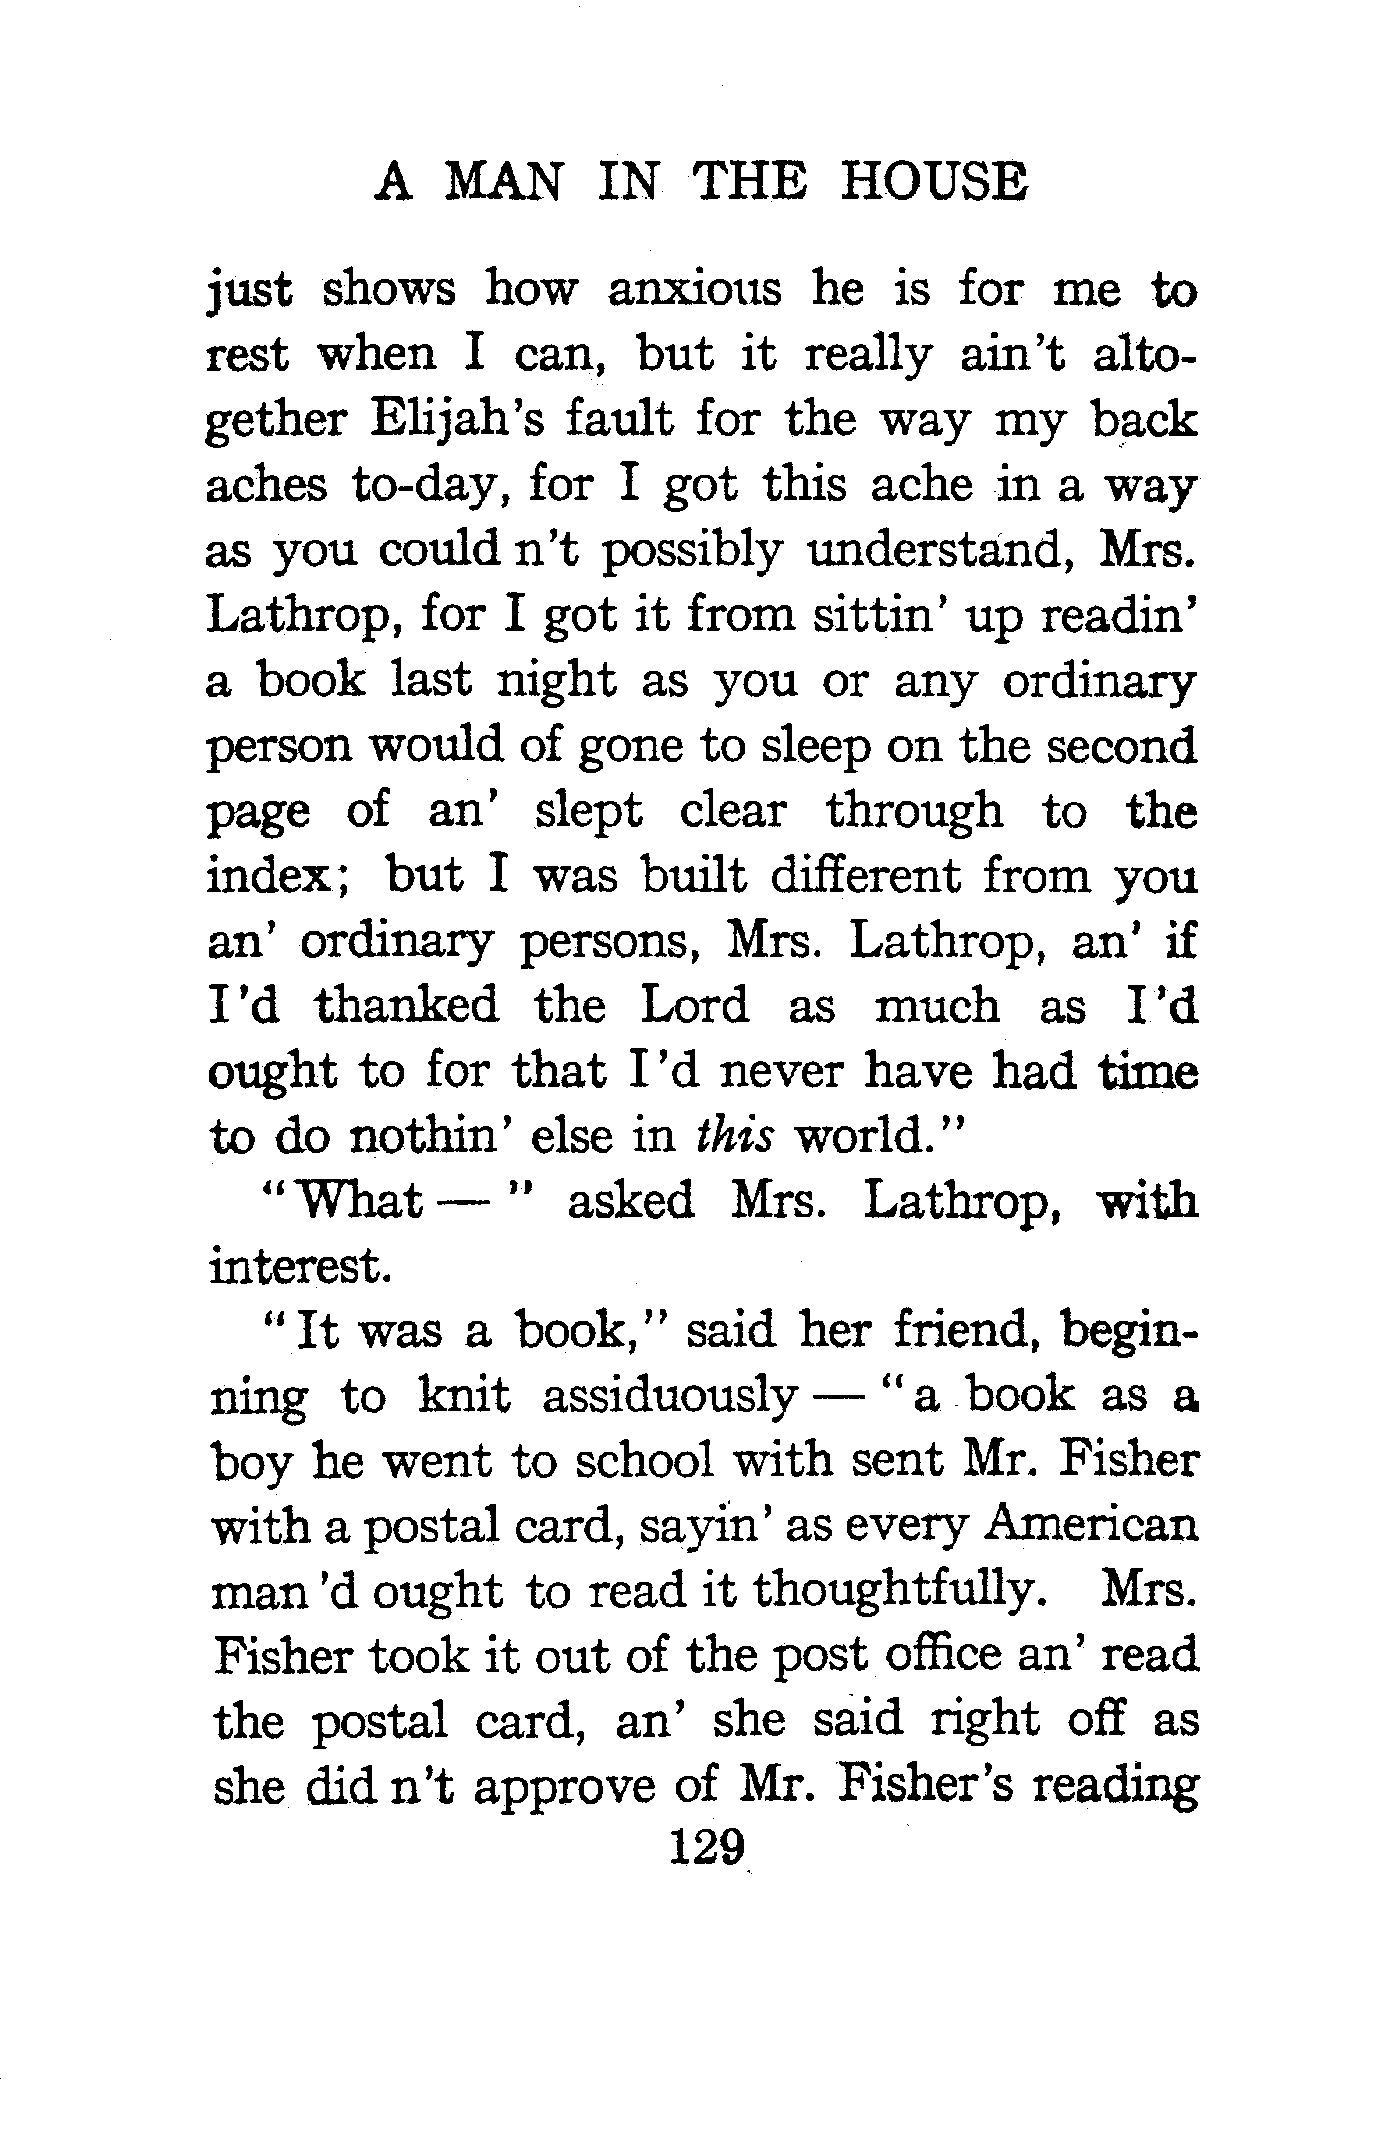 A MAN IN THE HOUSE
just shows how anxious he is for me to
rest when I can, but it really ain't alto-
gether Elijah's fault for the way my back
aches to-day, for I got this ache in a way
as you could n't possibly understand, Mrs.
Lathrop, for I got it from sittin' up readin'
a book last night as you or any ordinary
person would of gone to sleep on the second
page of an' slept clear through to the
index; but I was built different from you
an' ordinary persons, Mrs. Lathrop, an' if
I'd thanked the Lord as much as I'd
ought to for that I'd never have had time
to do nothin' else in this world."
"What — " asked Mrs. Lathrop, with
interest.
"It was a book," said her friend, begin-
ning to knit assiduously — "a book as a
boy he went to school with sent Mr. Fisher
with a postal card, sayin' as every American
man 'd ought to read it thoughtfully. Mrs.
Fisher took it out of the post office an' read
the postal card, an' she said right off as
she did n't approve of Mr. Fisher's reading
129